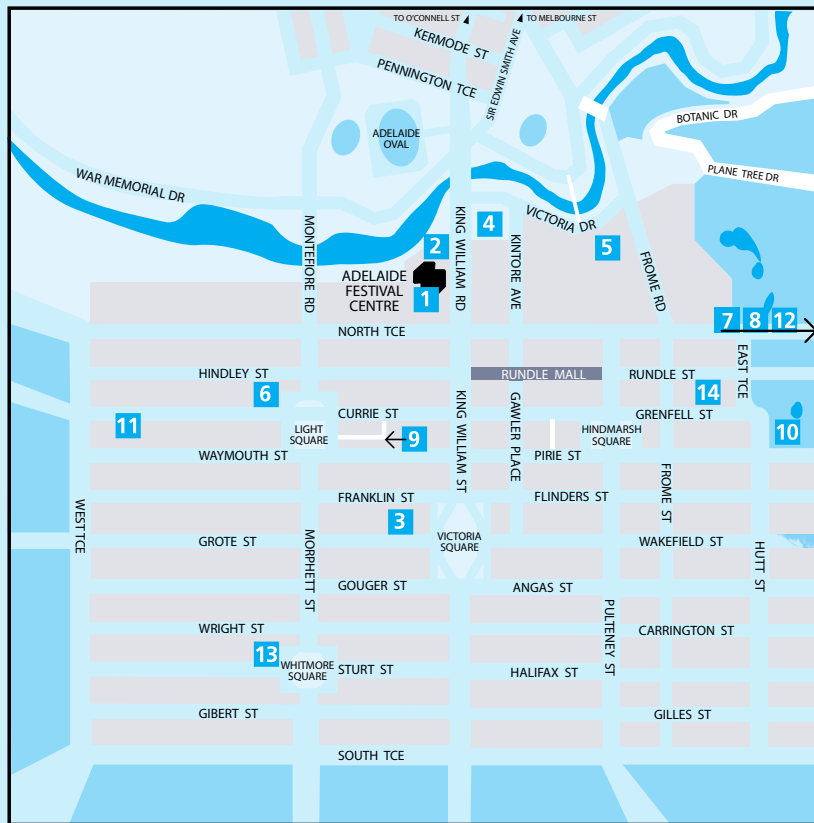 TO O'CONNELL ST
TO MELBOURNE ST
KERMODE ST
SIR EDWIN SMITH AVE
PENNINGTON TCE
BOTANIC DR
ADELAIDE
OVAL
PLANE TREE DR
WAR MEMORIAL DR
MONTEFIORE RD
KING WILLIAM RD
4
VICTORIA DR
KINTORE AVE
2
5
FROME RD
ADELAIDE
FESTIVAL
CENTRE
1
NORTH TCE
7
8
12
EAST TCE
HINDLEY ST
RUNDLE MALL
RUNDLE ST
6
14
CURRIE ST
KING WILLIAM ST
GAWLER PLACE
GRENFELL ST
11
LIGHT
SQUARE
9
HINDMARSH
SQUARE
10
WAYMOUTH ST
PIRIE ST
FROME ST
FRANKLIN ST
FLINDERS ST
WEST TCE
3
MORPHETT ST
GROTE ST
VICTORIA
SQUARE
WAKEFIELD ST
HUTT ST
GOUGER ST
ANGAS ST
PULTENEY ST
WRIGHT ST
CARRINGTON ST
13
WHITMORE
SQUARE
STURT ST
HALIFAX ST
GIBERT ST
GILLES ST
SOUTH TCE